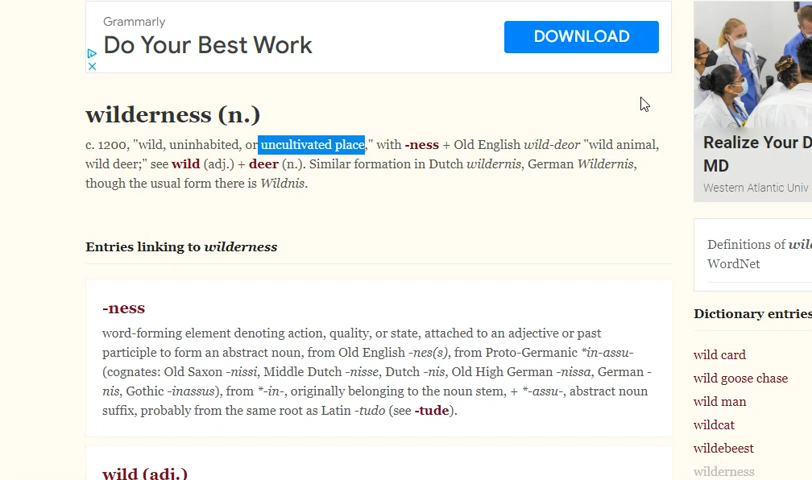 Grammarly
Do Your Best Work
DOWNLOAD
wilderness (n.)
c. 1200, "wild, uninhabited, or uncultivated place," with -ness + Old English wild-deor "wild animal,
wild deer;" see wild (adj.) + deer (n.). Similar formation in Dutch wildernis, German Wildernis,
though the usual form there is Wildnis.
Entries linking to wilderness
-ness
word-forming element denoting action, quality, or state, attached to an adjective or past
participle to form an abstract noun, from Old English -nes(s), from Proto-Germanic *in-assu-
(cognates: Old Saxon -nissi, Middle Dutch -nisse, Dutch -nis, Old High German -nissa, German -
nis, Gothic -inassus), from *-in-, originally belonging to the noun stem, + *-assu-, abstract noun
suffix, probably from the same root as Latin -tudo (see -tude).
wild (adj.)
Realize Your D
MD
Western Atlantic Univ
Definitions of wil
WordNet
Dictionary entries
wild card
wild goose chase
wild man
wildcat
wildebeest
wilderness